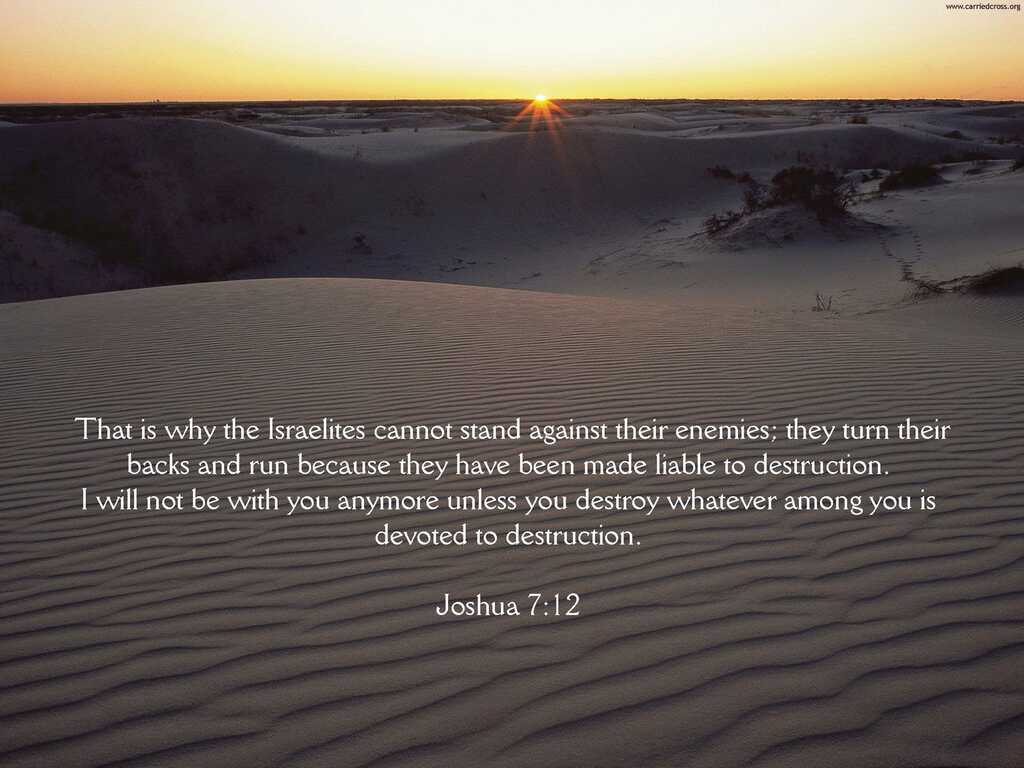 www.carriedcross.org
That is why the Israelites cannot stand against their enemies; they turn their
backs and run because they have been made liable to destruction.
I will not be with you anymore unless you destroy whatever among you is
devoted to destruction.
Joshua 7:12